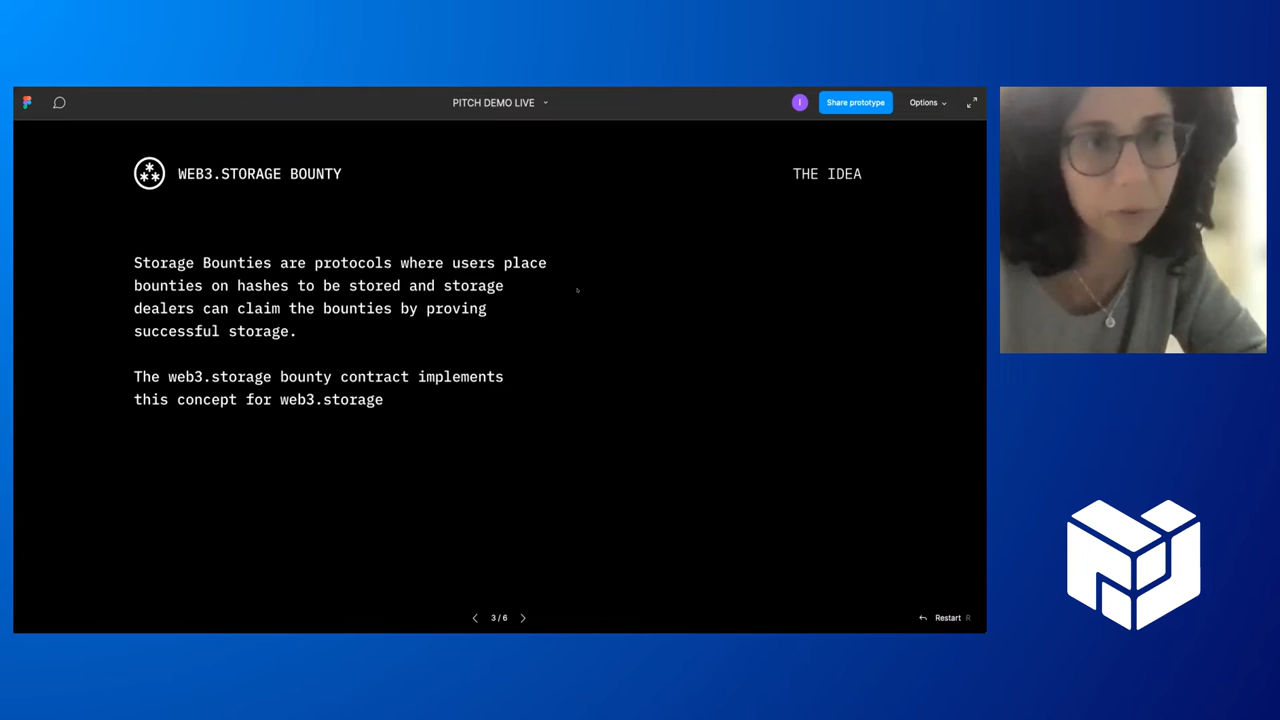 PITCH DEMO LIVE
I
Share prototype
Options
WEB3.STORAGE BOUNTY
THE IDEA
Storage Bounties are protocols where users place
bounties on hashes to be stored and storage
dealers can claim the bounties by proving
successful storage.
The web3.storage bounty contract implements
this concept for web3.storage
3 / 6
Restart R